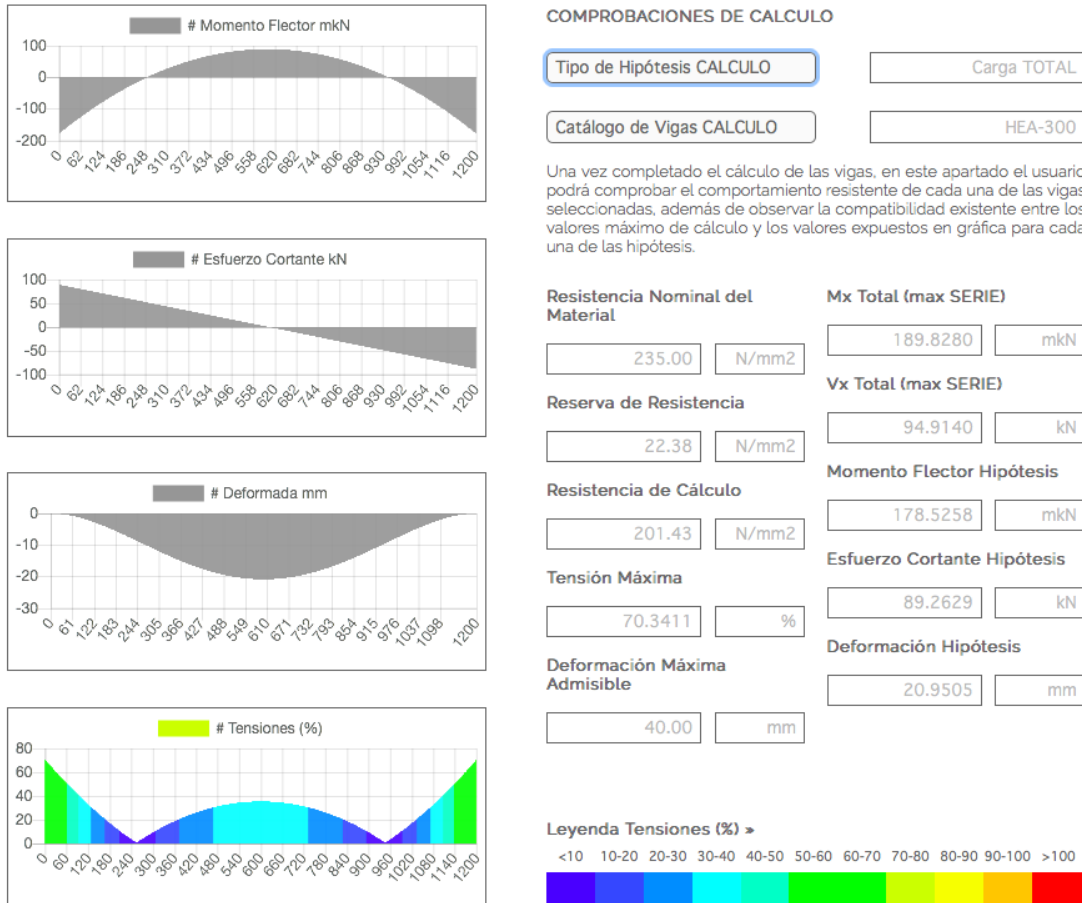 # Momento Flector mkN
100
0
-100
-200
0 62 124 186 248 310 372 434 496 558 620 682 744 806 868 930 992 1054 1116 1200
# Esfuerzo Cortante kN
100
50
0
-50
-100
0 62 124 186 248 310 372 434 496 558 620 682 744 806 868 930 992 1054 1116 1200
# Deformada mm
0
-10
-20
-30
0 61 122 183 244 305 366 427 488 549 610 671 732 793 854 915 976 1037 1098 1200
# Tensiones (%)
80
60
40
20
0
0 60 120 180 240 300 360 420 480 540 600 660 720 780 840 900 960 1020 1080 1140 1200
COMPROBACIONES DE CALCULO
Tipo de Hipótesis CALCULO
Carga TOTAL
Catálogo de Vigas CALCULO
HEA-300
Una vez completado el cálculo de las vigas, en este apartado el usuario
podrá comprobar el comportamiento resistente de cada una de las vigas
seleccionadas, además de observar la compatibilidad existente entre los
valores máximo de cálculo y los valores expuestos en gráfica para cada
una de las hipótesis.
Resistencia Nominal del
Material
235.00 N/mm2
Reserva de Resistencia
22.38 N/mm2
Resistencia de Cálculo
201.43 N/mm2
Tensión Máxima
70.3411 %
Deformación Máxima
Admisible
40.00 mm
Mx Total (max SERIE)
189.8280 mkN
Vx Total (max SERIE)
94.9140 kN
Momento Flector Hipótesis
178.5258 mkN
Esfuerzo Cortante Hipótesis
89.2629 kN
Deformación Hipótesis
20.9505 mm
Leyenda Tensiones (%) »
<10 10-20 20-30 30-40 40-50 50-60 60-70 70-80 80-90 90-100 >100